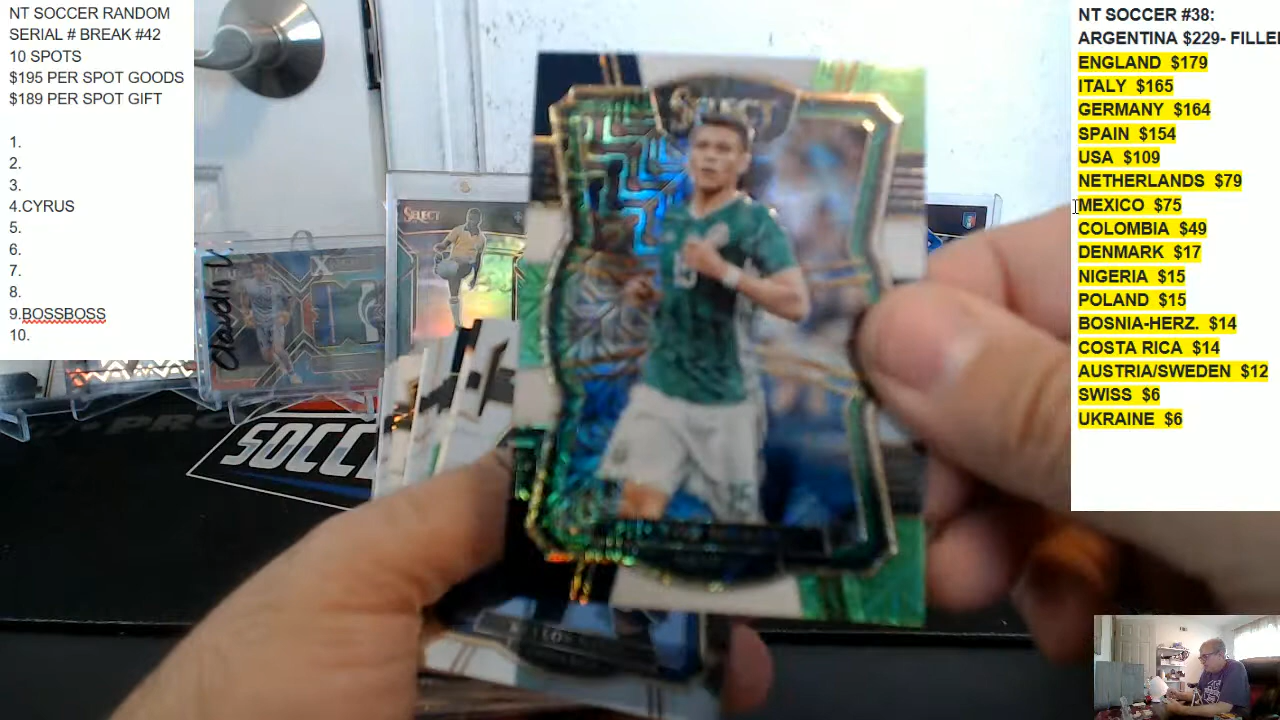 NT SOCCER RANDOM
SERIAL # BREAK #42
10 SPOTS
$195 PER SPOT GOODS
$189 PER SPOT GIFT
1.
2.
3.
4.CYRUS
5.
6.
7.
8.
9.BOSSBOSS
10.
SELECT
SELECT
Claudiu
SOCC
15
NT SOCCER #38:
ARGENTINA $229- FILLE
ENGLAND $179
ITALY $165
GERMANY $164
SPAIN $154
USA $109
NETHERLANDS $79
MEXICO $75
COLOMBIA $49
DENMARK $17
NIGERIA $15
POLAND $15
BOSNIA-HERZ. $14
COSTA RICA $14
AUSTRIA/SWEDEN $12
SWISS $6
UKRAINE $6